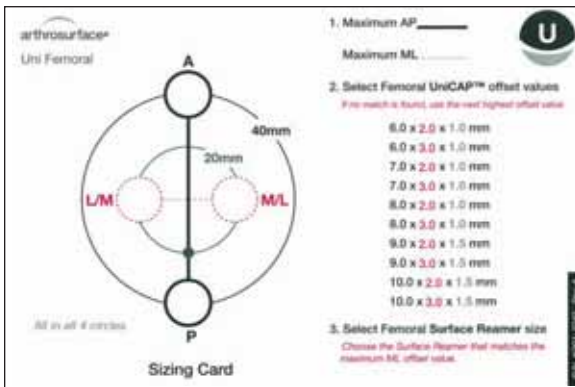 arthrosurface®
Uni Femoral
A
40mm
20mm
L/M
M/L
P
All in all 4 circles
Sizing Card
1. Maximum AP
Maximum ML
U
2. Select Femoral UniCAP™ offset values
If no match is found, use the next highest offset value
6.0 x 2.0 x 1.0 mm
6.0 x 3.0 x 1.0 mm
7.0 x 2.0 x 1.0 mm
7.0 x 3.0 x 1.0 mm
8.0 x 2.0 x 1.0 mm
8.0 x 3.0 x 1.0 mm
9.0 x 2.0 x 1.5 mm
9.0 x 3.0 x 1.5 mm
10.0 x 2.0 x 1.5 mm
10.0 x 3.0 x 1.5 mm
3. Select Femoral Surface Reamer size
Choose the Surface Reamer that matches the
maximum ML offset value.